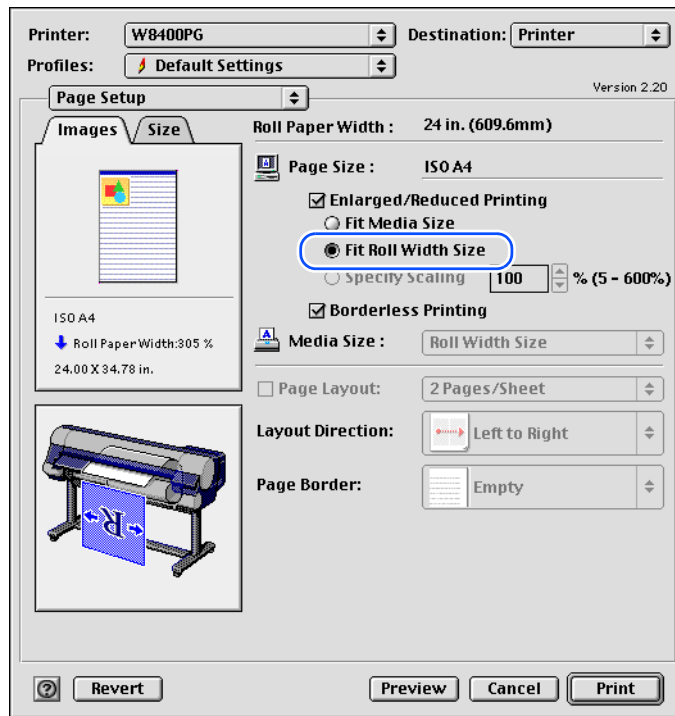 Printer: W8400PG Destination: Printer
Profiles: Default Settings
Version 2.20
Page Setup
Images Size
Roll Paper Width : 24 in. (609.6mm)
Page Size : ISO A4
Enlarged/Reduced Printing
Fit Media Size
Fit Roll Width Size
Specify Scaling 100 % (5 - 600%)
Borderless Printing
ISO A4
Roll Paper Width:305 %
24.00 X 34.78 in.
Media Size : Roll Width Size
Page Layout: 2 Pages/Sheet
Layout Direction: Left to Right
Page Border: Empty
R
? Revert Preview Cancel Print